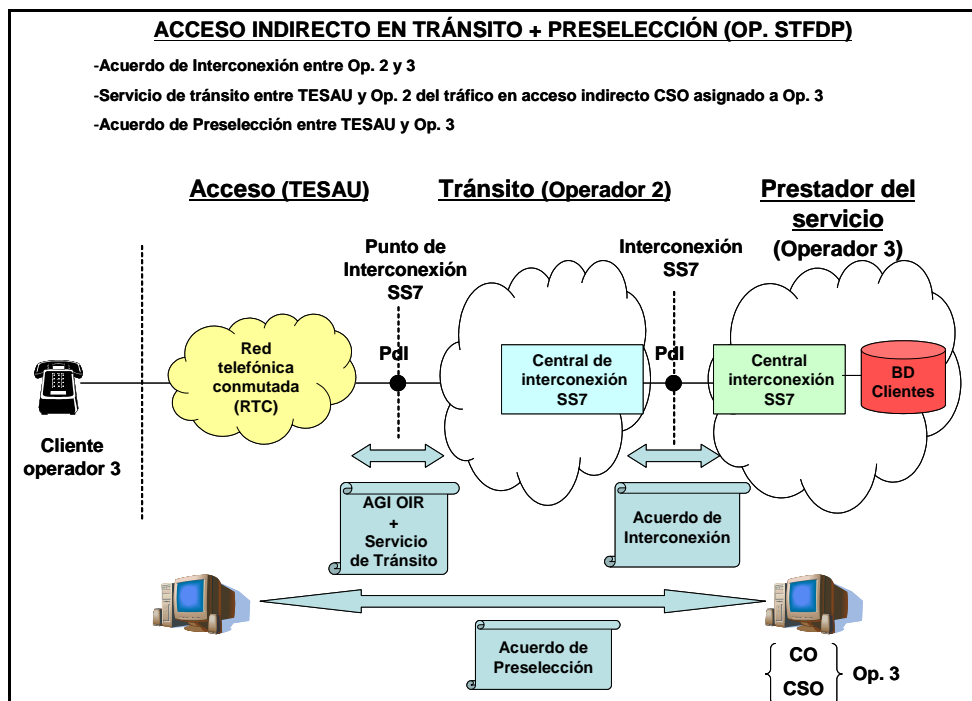 ACCESO INDIRECTO EN TRÁNSITO + PRESELECCIÓN (OP. STFDP)
-Acuerdo de Interconexión entre Op. 2 y 3
-Servicio de tránsito entre TESAU y Op. 2 del tráfico en acceso indirecto CSO asignado a Op. 3
-Acuerdo de Preselección entre TESAU y Op. 3
Acceso (TESAU)
Tránsito (Operador 2)
Prestador del
servicio
(Operador 3)
Punto de
Interconexión
SS7
Interconexión
SS7
Red
telefónica
conmutada
(RTC)
PdI
Central de
interconexión
SS7
PdI
Central
interconexión
SS7
BD
Clientes
Cliente
operador 3
AGI OIR
+
Servicio
de Tránsito
Acuerdo de
Interconexión
Acuerdo de
Preselección
CO
CSO
Op. 3